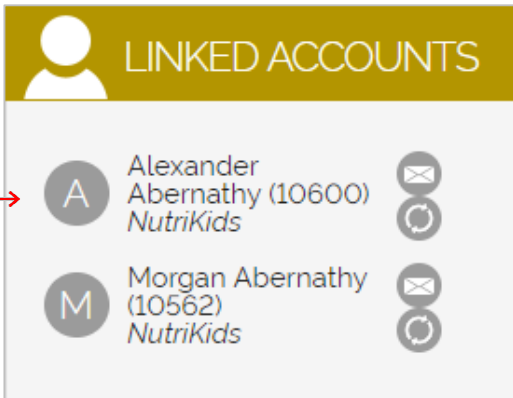 LINKED ACCOUNTS
A
Alexander
Abernathy (10600)
NutriKids
M
Morgan Abernathy
(10562)
NutriKids